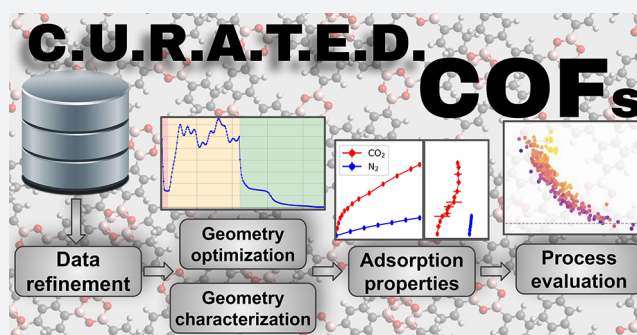 C.U.R.A.T.E.D.
COFs
CO₂
N₂
Data
refinement
Geometry
optimization
Geometry
characterization
Adsorption
properties
Process
evaluation